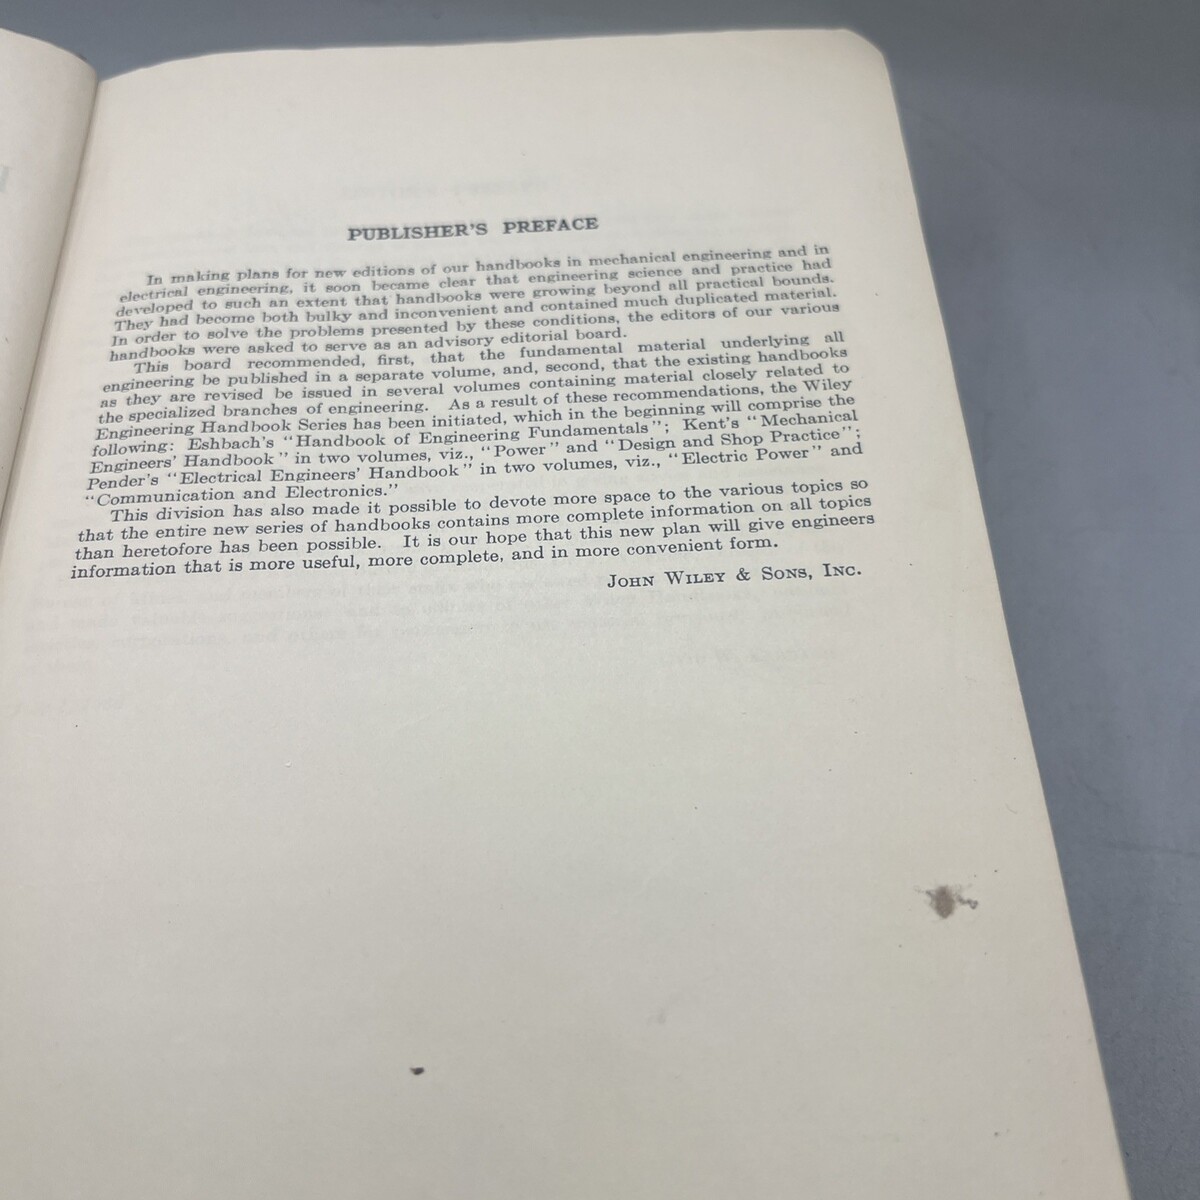 PUBLISHER'S PREFACE
In making plans for new editions of our handbooks in mechanical engineering and in
electrical engineering, it soon became clear that engineering science and practice had
developed to such an extent that handbooks were growing beyond all practical bounds.
They had become both bulky and inconvenient and contained much duplicated material.
In order to solve the problems presented by these conditions, the editors of our various
handbooks were asked to serve as an advisory editorial board.
This board recommended, first, that the fundamental material underlying all
engineering be published in a separate volume, and, second, that the existing handbooks
as they are revised be issued in several volumes containing material closely related to
the specialized branches of engineering. As a result of these recommendations, the Wiley
Engineering Handbook Series has been initiated, which in the beginning will comprise the
following: Eshbach's "Handbook of Engineering Fundamentals"; Kent's "Mechanical
Engineers' Handbook" in two volumes, viz., "Power" and "Design and Shop Practice";
Pender's "Electrical Engineers' Handbook" in two volumes, viz., "Electric Power" and
"Communication and Electronics."
This division has also made it possible to devote more space to the various topics so
that the entire new series of handbooks contains more complete information on all topics
than heretofore has been possible. It is our hope that this new plan will give engineers
information that is more useful, more complete, and in more convenient form.
JOHN WILEY & SONS, INC.